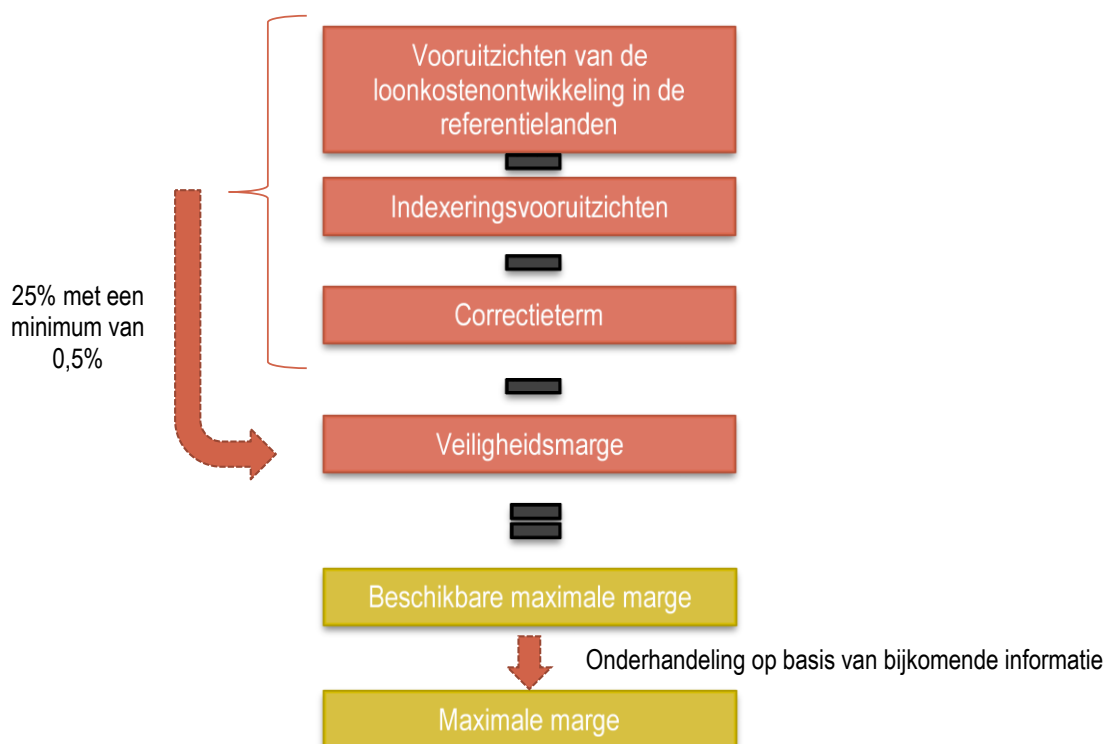 Vooruitzichten van de
loonkostenontwikkeling in de
referentielanden
Indexeringsvooruitzichten
Correctieterm
25% met een
minimum van
0,5%
Veiligheidsmarge
Beschikbare maximale marge
Onderhandeling op basis van bijkomende informatie
Maximale marge